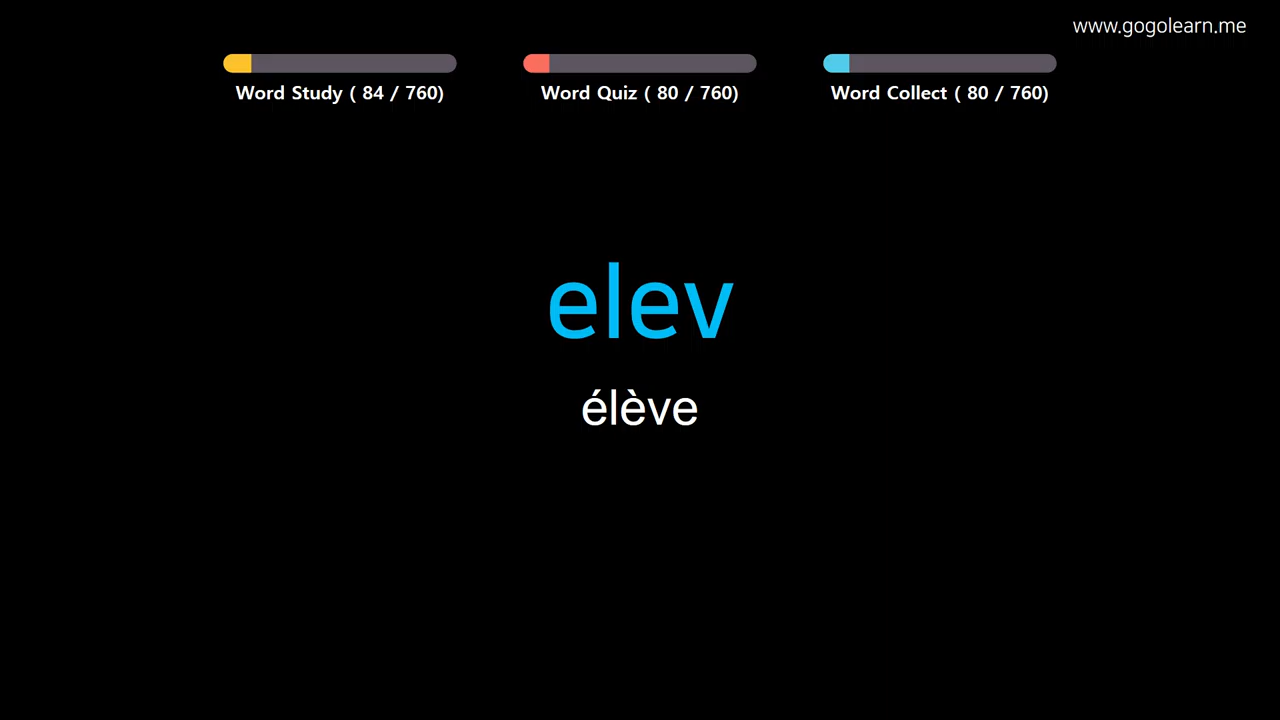 www.gogolearn.me
Word Study ( 84 / 760)
Word Quiz ( 80 / 760)
Word Collect ( 80 / 760)
elev
élève